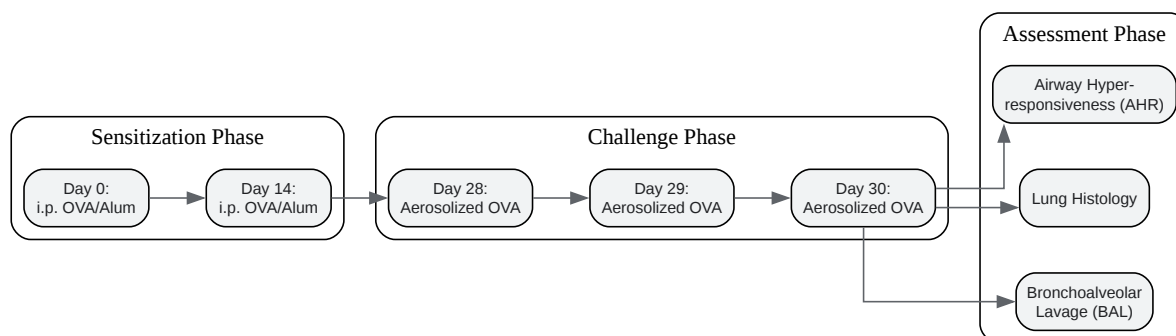 Sensitization Phase
Day 0:
i.p. OVA/Alum
Day 14:
i.p. OVA/Alum
Challenge Phase
Day 28:
Aerosolized OVA
Day 29:
Aerosolized OVA
Day 30:
Aerosolized OVA
Assessment Phase
Airway Hyper-
responsiveness (AHR)
Lung Histology
Bronchoalveolar
Lavage (BAL)